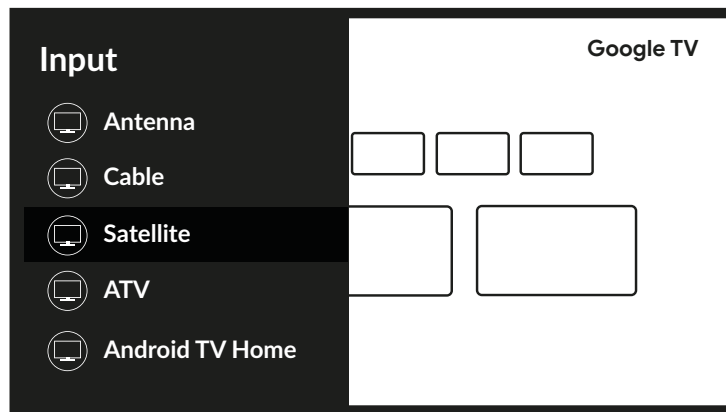 Input
Google TV
Antenna
Cable
Satellite
ATV
Android TV Home